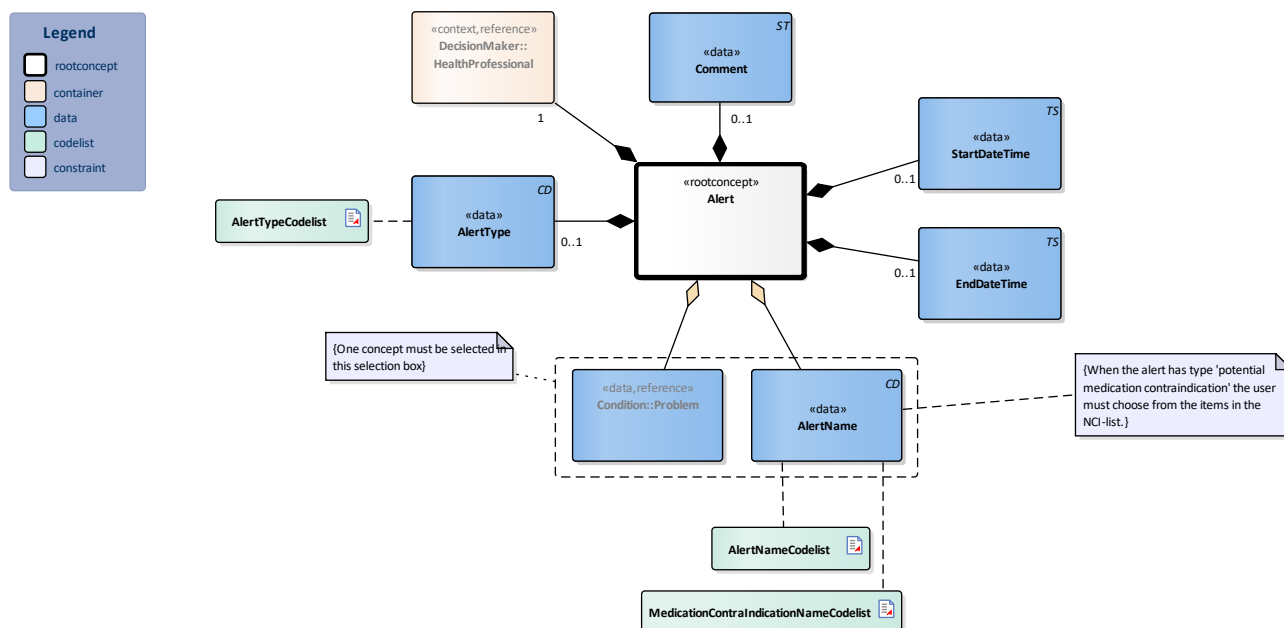 Legend
rootconcept
container
data
codelist
constraint
«context,reference»
DecisionMaker::
HealthProfessional
1
ST
«data»
Comment
0..1
TS
«data»
StartDateTime
0..1
«rootconcept»
Alert
CD
«data»
AlertType
0..1
AlertTypeCodelist
TS
«data»
EndDateTime
0..1
{One concept must be selected in
this selection box}
«data,reference»
Condition::Problem
CD
«data»
AlertName
{When the alert has type 'potential
medication contraindication' the user
must choose from the items in the
NCI-list.}
AlertNameCodelist
MedicationContraIndicationNameCodelist